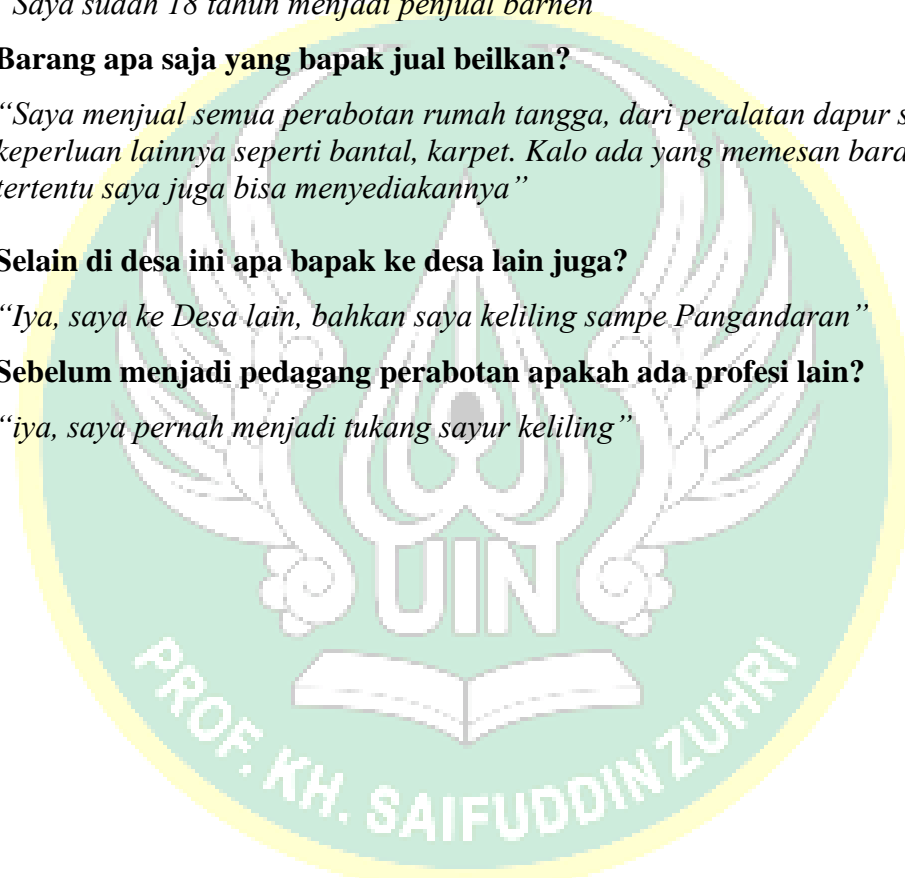 "Saya sudah 18 tahun menjadi penjual barneh"
Barang apa saja yang bapak jual beilkan?
"Saya menjual semua perabotan rumah tangga, dari peralatan dapur
keperluan lainnya seperti bantal, karpet. Kalo ada yang memesan
tertentu saya juga bisa menyediakannya"
Selain di desa ini apa bapak ke desa lain juga?
"Iya, saya ke Desa lain, bahkan saya keliling sampe Pangandaran"
Sebelum menjadi pedagang perabotan apakah ada profesi lain?
"iya, saya pernah menjadi tukang sayur keliling"
UIN
PROF. KH. SAIFUDDIN ZUHRI